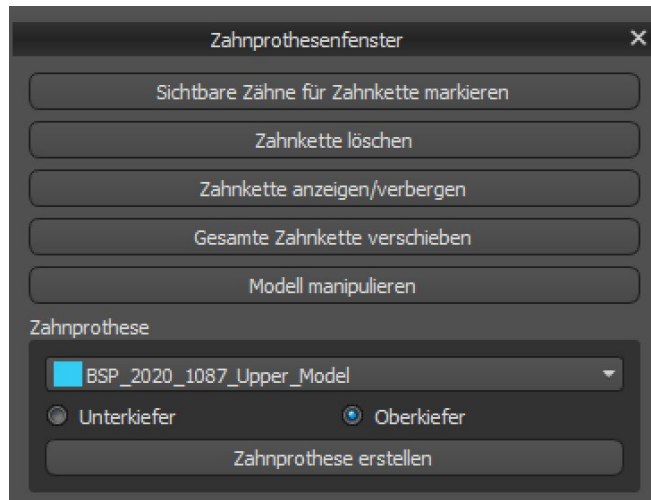 Zahnprothesenfenster
Sichtbare Zähne für Zahnkette markieren
Zahnkette löschen
Zahnkette anzeigen/verbergen
Gesamte Zahnkette verschieben
Modell manipulieren
Zahnprothese
BSP_2020_1087_Upper_Model
Unterkiefer Oberkiefer
Zahnprothese erstellen